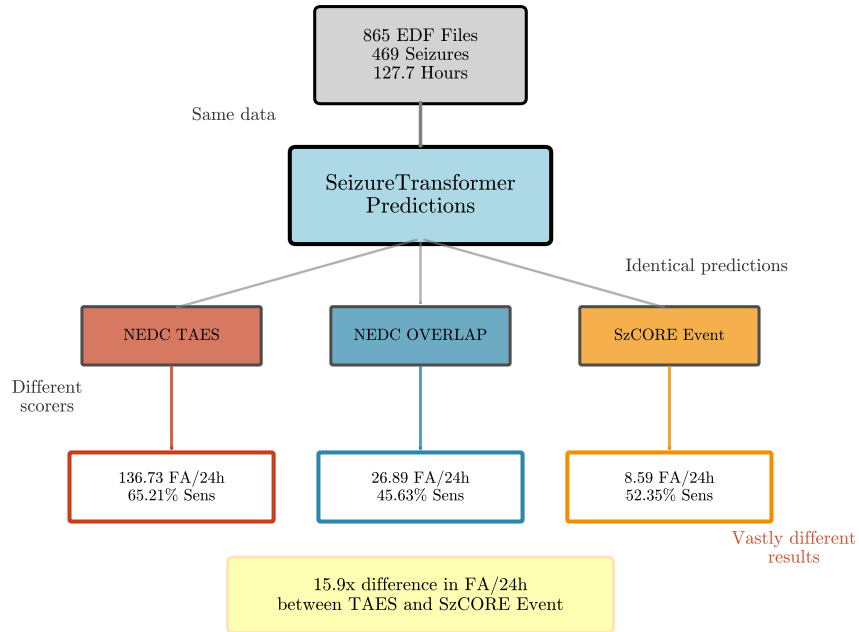 865 EDF Files
469 Seizures
127.7 Hours
Same data
SeizureTransformer
Predictions
Identical predictions
NEDC TAES
NEDC OVERLAP
SzCORE Event
Different
scorers
136.73 FA/24h
65.21% Sens
26.89 FA/24h
45.63% Sens
8.59 FA/24h
52.35% Sens
Vastly different
results
15.9x difference in FA/24h
between TAES and SzCORE Event